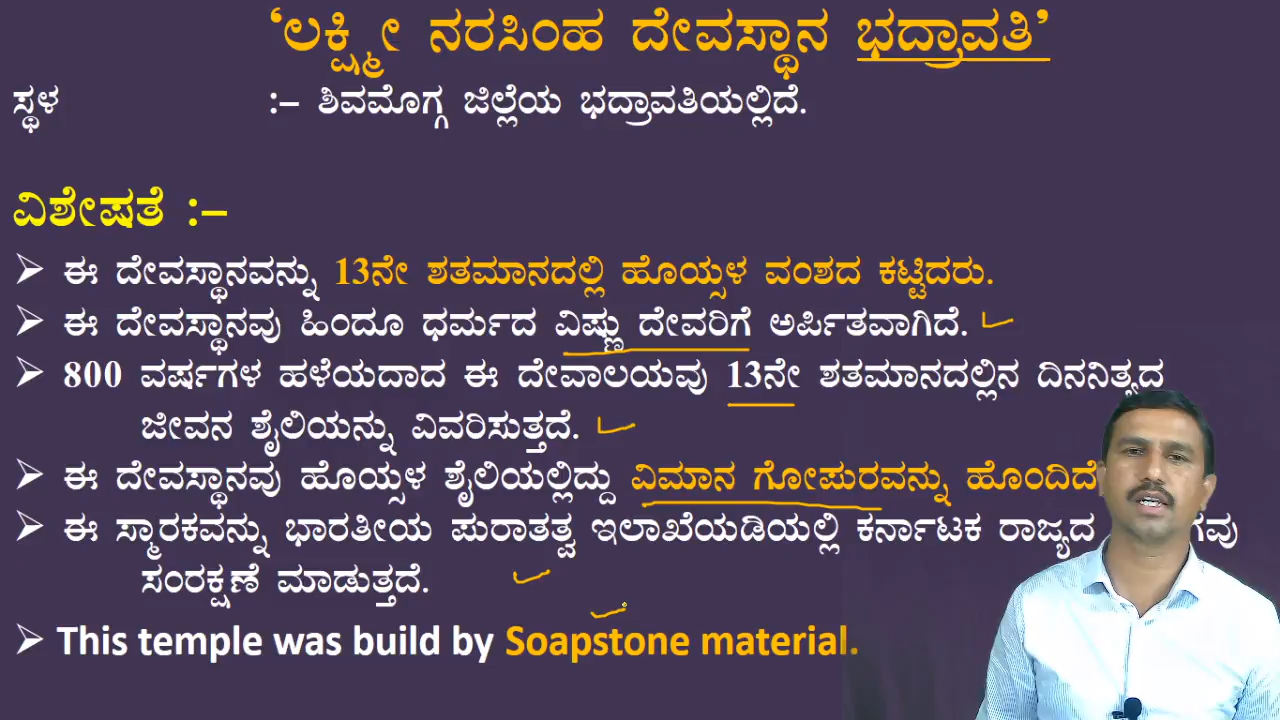 ‘ಲಕ್ಷ್ಮೀ ನರಸಿಂಹ ದೇವಸ್ಥಾನ ಭದ್ರಾವತಿ’
ಸ್ಥಳ :– ಶಿವಮೊಗ್ಗ ಜಿಲ್ಲೆಯ ಭದ್ರಾವತಿಯಲ್ಲಿದೆ.
ವಿಶೇಷತೆ :–
➢ ಈ ದೇವಸ್ಥಾನವನ್ನು 13ನೇ ಶತಮಾನದಲ್ಲಿ ಹೊಯ್ಸಳ ವಂಶದ ಕಟ್ಟಿದರು.
➢ ಈ ದೇವಸ್ಥಾನವು ಹಿಂದೂ ಧರ್ಮದ ವಿಷ್ಣು ದೇವರಿಗೆ ಅರ್ಪಿತವಾಗಿದೆ.
➢ 800 ವರ್ಷಗಳ ಹಳೆಯದಾದ ಈ ದೇವಾಲಯವು 13ನೇ ಶತಮಾನದಲ್ಲಿನ ದಿನನಿತ್ಯದ
ಜೀವನ ಶೈಲಿಯನ್ನು ವಿವರಿಸುತ್ತದೆ.
➢ ಈ ದೇವಸ್ಥಾನವು ಹೊಯ್ಸಳ ಶೈಲಿಯಲ್ಲಿದ್ದು ವಿಮಾನ ಗೋಪುರವನ್ನು ಹೊಂದಿದೆ
➢ ಈ ಸ್ಮಾರಕವನ್ನು ಭಾರತೀಯ ಪುರಾತತ್ವ ಇಲಾಖೆಯಡಿಯಲ್ಲಿ ಕರ್ನಾಟಕ ರಾಜ್ಯದ
ಸಂರಕ್ಷಣೆ ಮಾಡುತ್ತದೆ.
➢ This temple was build by Soapstone material.